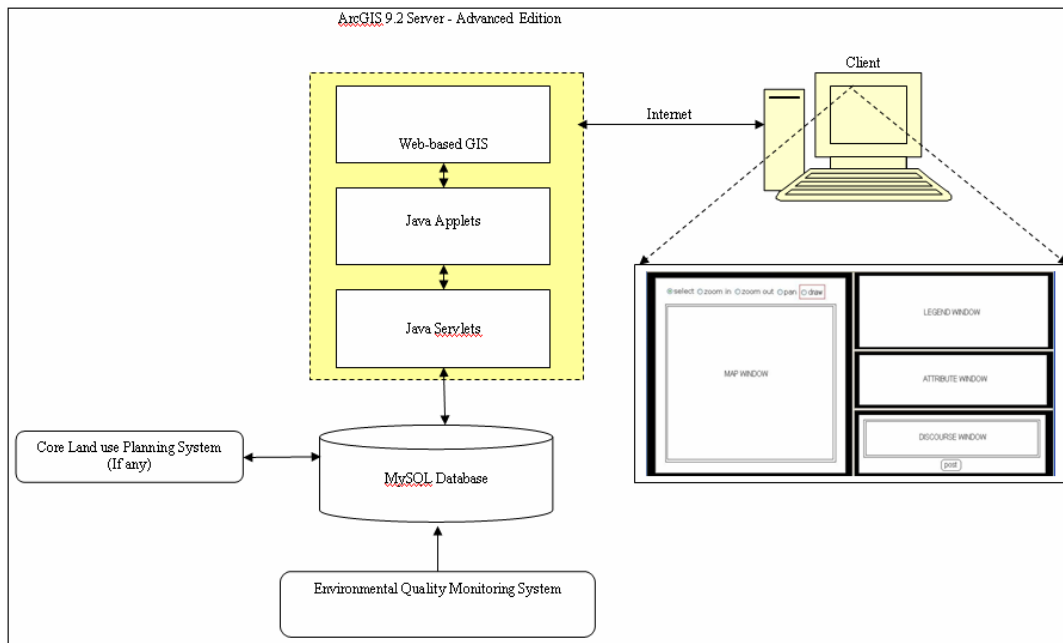 ArcGIS 9.2 Server - Advanced Edition
Client
Internet
Web-based GIS
Java Applets
Java Servlets
select zoom in zoom out pan draw
MAP WINDOW
LEGEND WINDOW
ATTRIBUTE WINDOW
DISCOURSE WINDOW
post
Core Land use Planning System
(If any)
MySQL Database
Environmental Quality Monitoring System